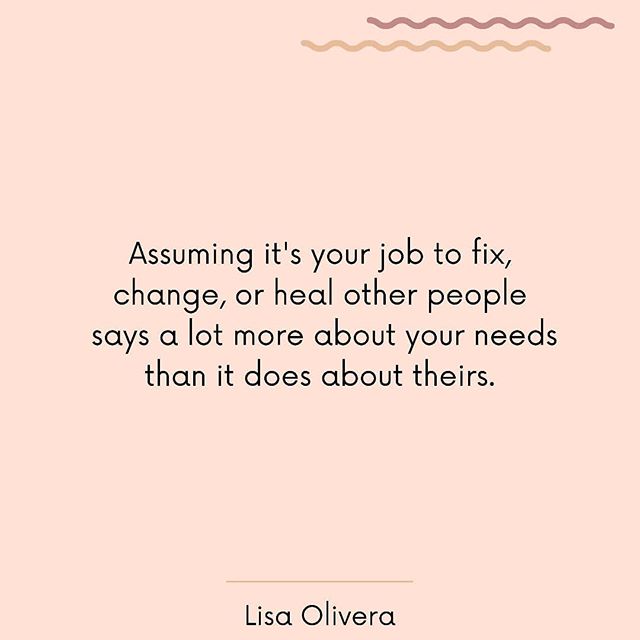 Assuming it's your job to fix,
change, or heal other people
says a lot more about your needs
than it does about theirs.
Lisa Olivera